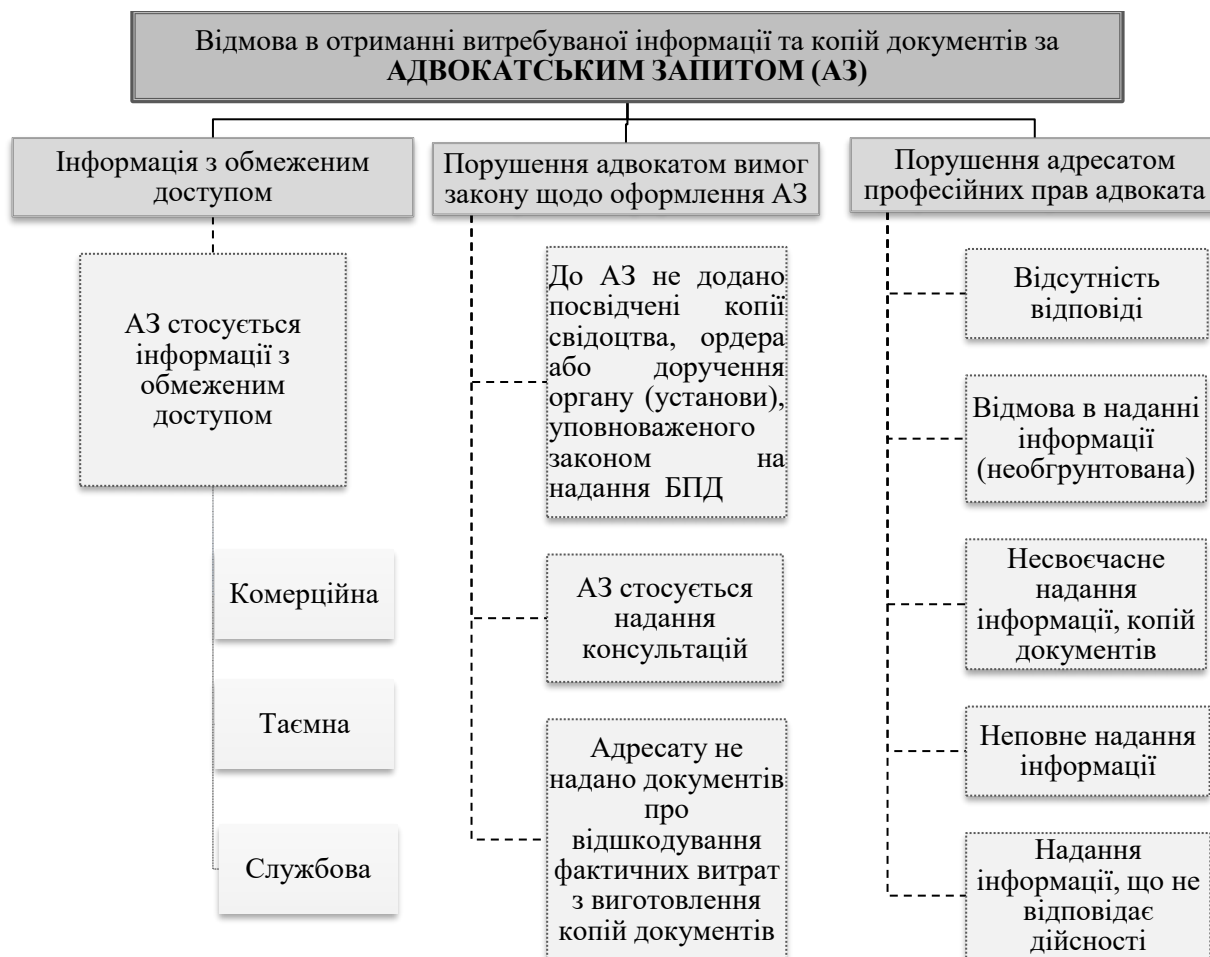 Відмова в отриманні витребуваної інформації та копій документів за
АДВОКАТСЬКИМ ЗАПИТОМ (АЗ)
Інформація з обмеженим
доступом
АЗ стосується
інформації з
обмеженим
доступом
Комерційна
Таємна
Службова
Порушення адвокатом вимог
закону щодо оформлення АЗ
До АЗ не додано
посвідчені копії
свідоцтва, ордера
або доручення
органу (установи),
уповноваженого
законом на
надання БПД
АЗ стосується
надання
консультацій
Адресату не
надано документів
про
відшкодування
фактичних витрат
з виготовлення
копій документів
Порушення адресатом
професійних прав адвоката
Відсутність
відповіді
Відмова в наданні
інформації
(необгрунтована)
Несвоєчасне
надання
інформації, копій
документів
Неповне надання
інформації
Надання
інформації, що не
відповідає
дійсності